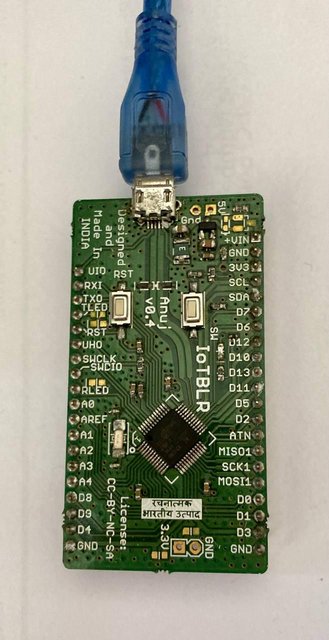 5V
Gnd
Designed
and
Made In
INDIA
+VIN
GND
3V3
SCL
SDA
D7
D6
D12
D10
D13
D11
D5
D2
ATN
MISO1
SCK1
MOSI1
D0
D1
D3
GND
UIO
RXI
TXO
TLED
RST
UHO
SWCLK
SWDIO
RLED
A0
AREF
A1
A2
A3
A4
D8
D9
D4
GND
RST
Anuj
v0.4
SW
IoTBLR
License:
CC-BY-NC-SA
रचनात्मक
भारतीय उत्पाद
3.3V
GND